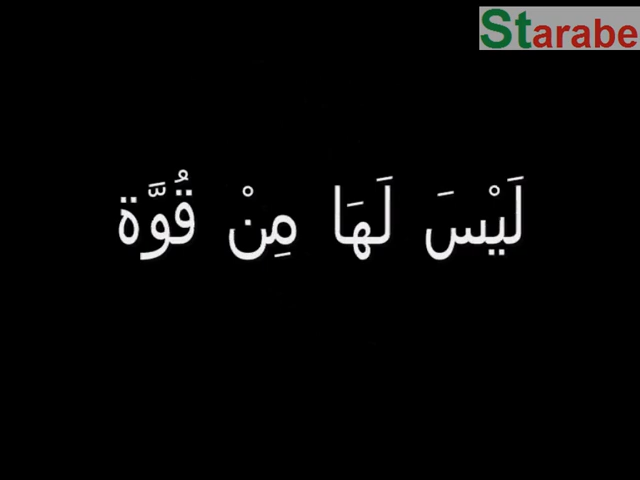 Starabe
لَيْسَ لَهَا مِنْ قُوَّة